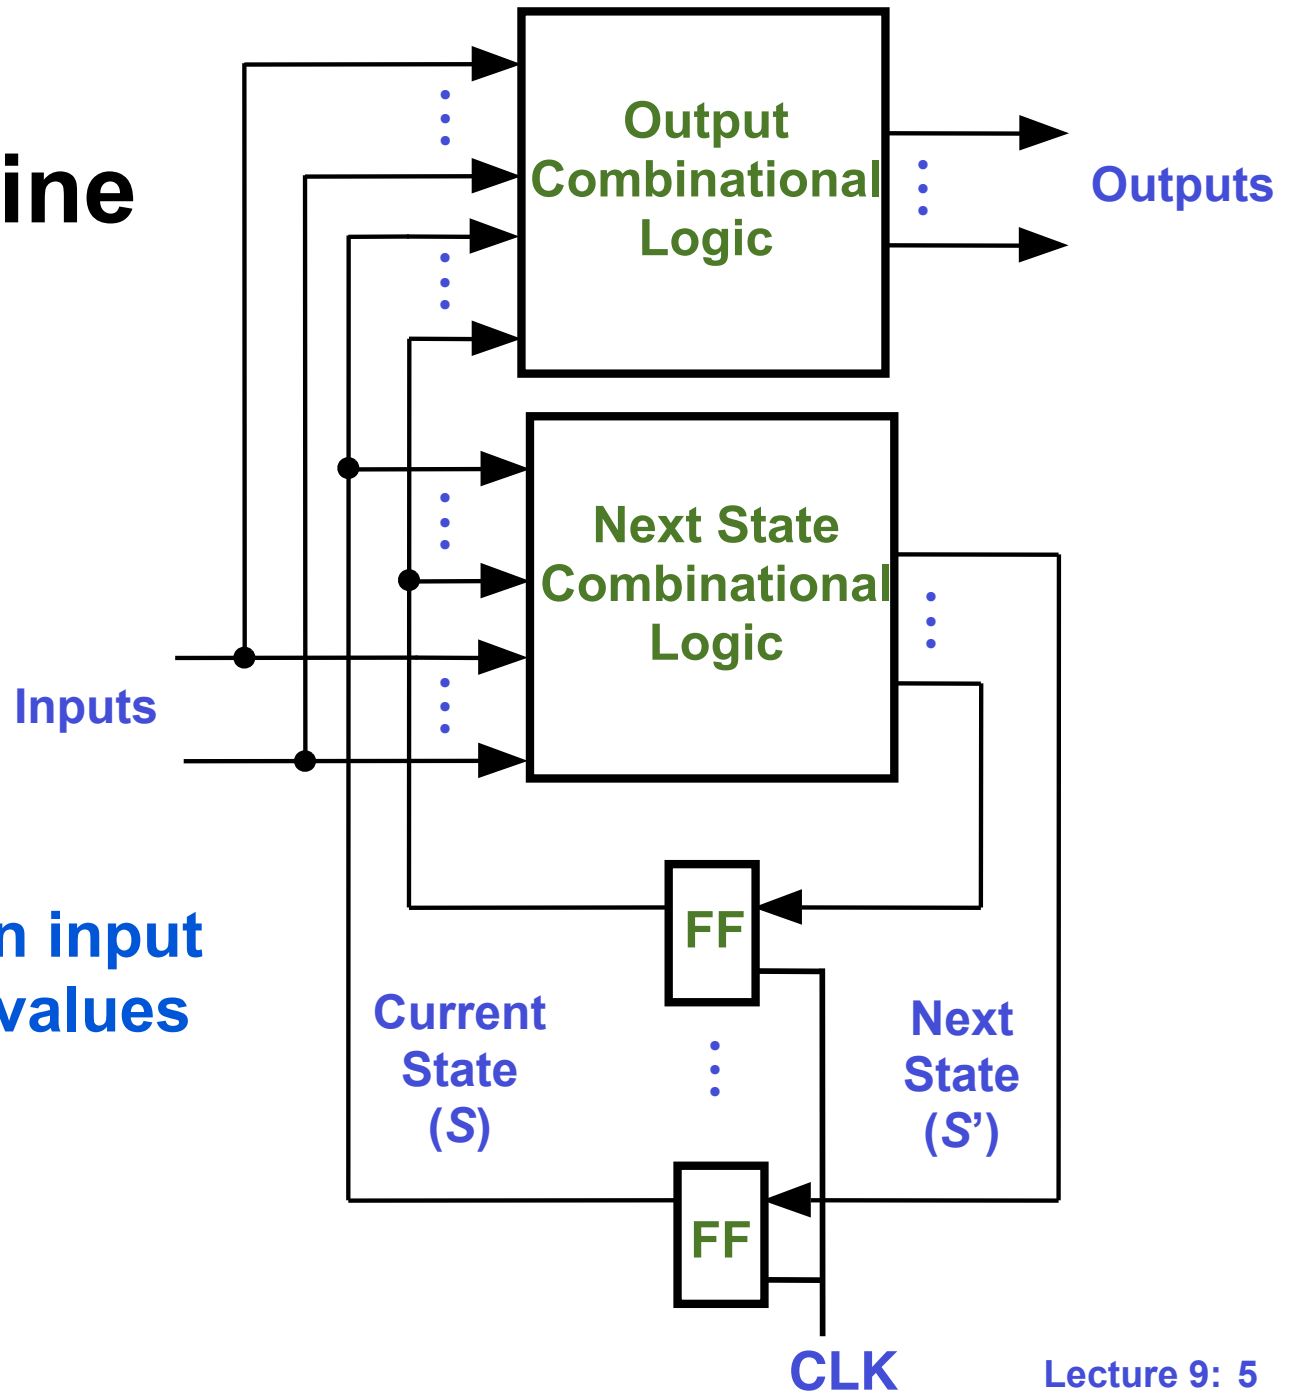 ine
Output
Combinational
Logic
Outputs
Next State
Combinational
Logic
Inputs
n input
values
FF
Current
State
(S)
Next
State
(S’)
FF
CLK
Lecture 9: 5